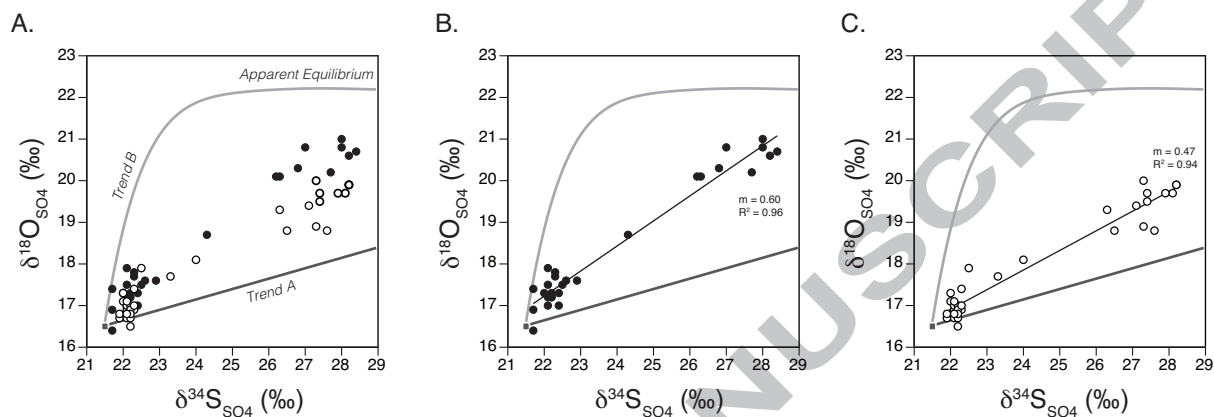 A.
B.
C.
23
22
21
20
19
18
17
16
21 22 23 24 25 26 27 28 29
δ18OSO4 (‰)
δ34SSO4 (‰)
Apparent Equilibrium
Trend B
Trend A
23
22
21
20
19
18
17
16
21 22 23 24 25 26 27 28 29
δ18OSO4 (‰)
δ34SSO4 (‰)
m = 0.60
R² = 0.96
23
22
21
20
19
18
17
16
21 22 23 24 25 26 27 28 29
δ18OSO4 (‰)
δ34SSO4 (‰)
m = 0.47
R² = 0.94
NUSCRIP